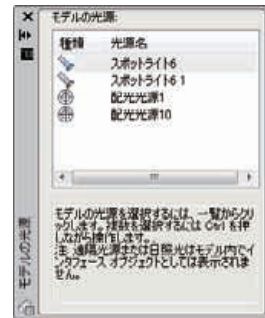 モデルの光源:
種類 光源名
スポットライト6
スポットライト6 1
配光光源1
配光光源10
モデルの光源を選択するには、一覧からクリ
ックします。複数を選択するには Ctrl を押
しながら操作します。
注: 遠隔光源または日照光はモデル内でイ
ンタフェース オブジェクトとしては表示されま
せん。
モデルの光源